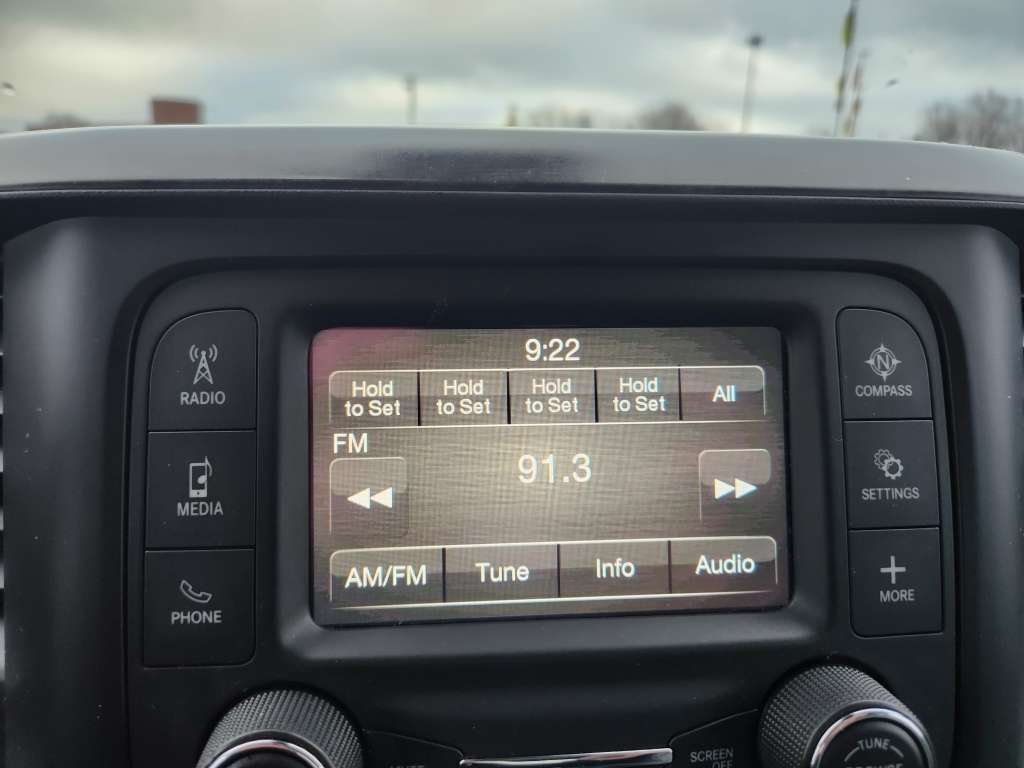 9:22
Hold to Set
Hold to Set
Hold to Set
Hold to Set
All
FM
91.3
AM/FM Tune Info Audio
RADIO
MEDIA
PHONE
N
COMPASS
SETTINGS
MORE
SCREEN
OFF
TUNE